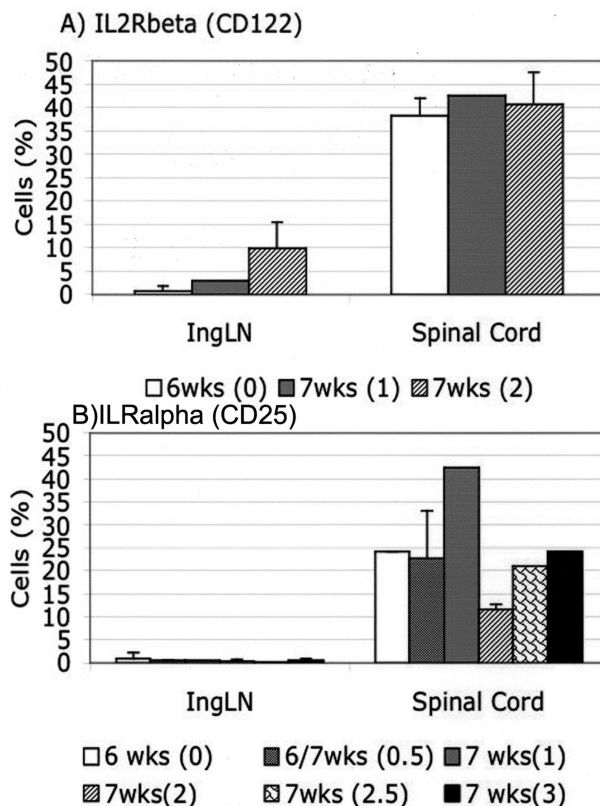 A) IL2Rbeta (CD122)
50
45
40
35
30
25
20
15
10
5
0
Cells (%)
IngLN Spinal Cord
6wks (0) 7wks (1) 7wks (2)
B)ILRalpha (CD25)
50
45
40
35
30
25
20
15
10
5
0
Cells (%)
IngLN Spinal Cord
6 wks (0) 6/7wks (0.5) 7 wks(1)
7wks(2) 7wks (2.5) 7 wks(3)